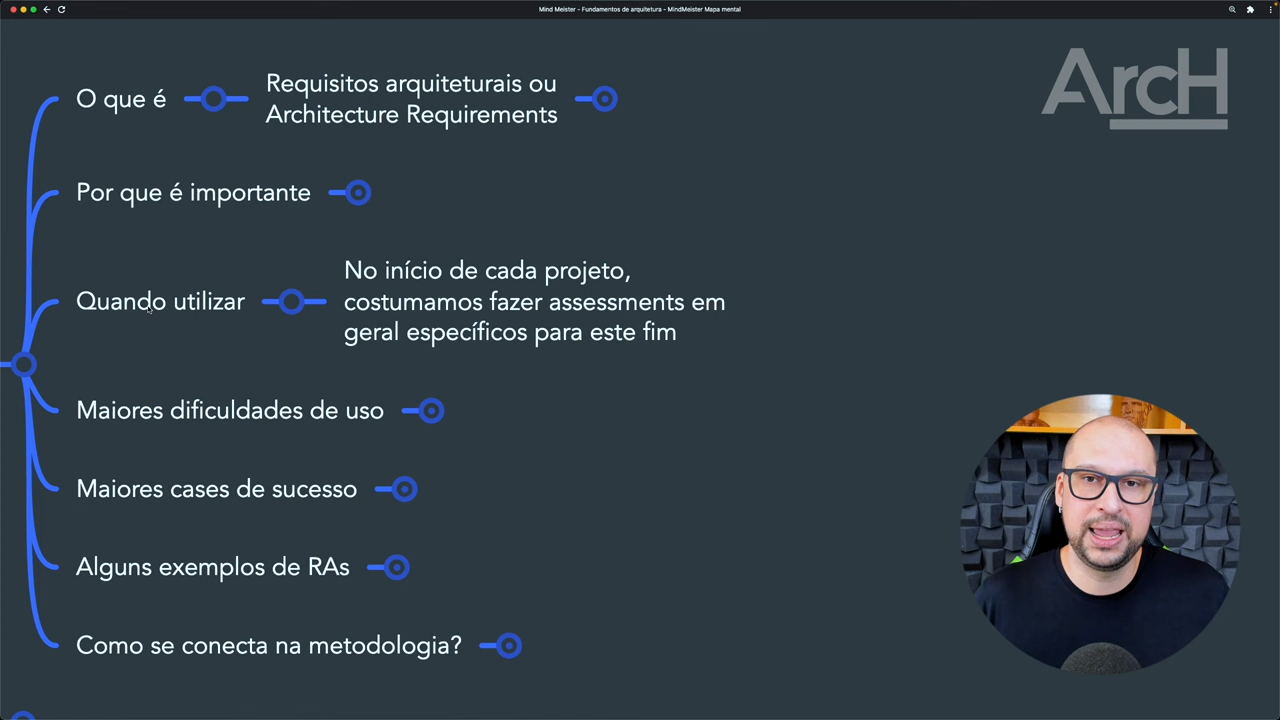 Mind Meister - Fundamentos de arquitetura - MindMeister Mapa mental
ArcH
O que é
Requisitos arquiteturais ou
Architecture Requirements
Por que é importante
Quando utilizar
No início de cada projeto,
costumamos fazer assessments em
geral específicos para este fim
Maiores dificuldades de uso
Maiores cases de sucesso
Alguns exemplos de RAs
Como se conecta na metodologia?